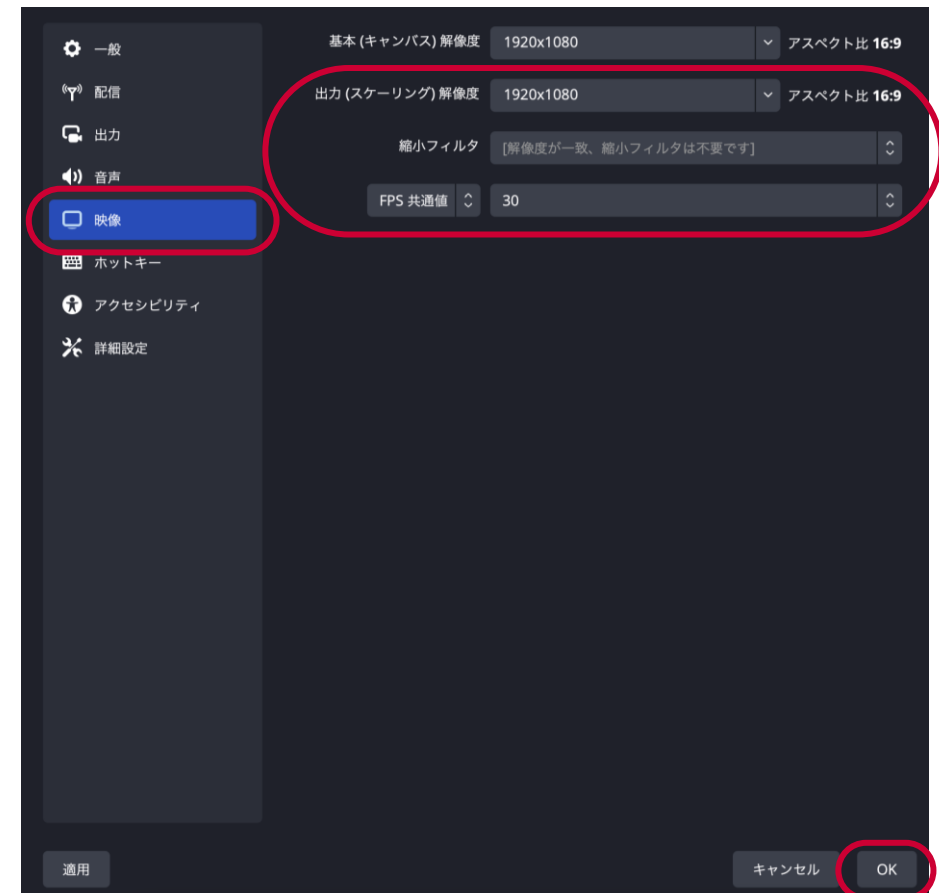 一般
配信
出力
音声
映像
ホットキー
アクセシビリティ
詳細設定
基本 (キャンバス) 解像度 1920x1080 アスペクト比 16:9
出力 (スケーリング) 解像度 1920x1080 アスペクト比 16:9
縮小フィルタ [解像度が一致、縮小フィルタは不要です]
FPS 共通値 30
適用 キャンセル OK